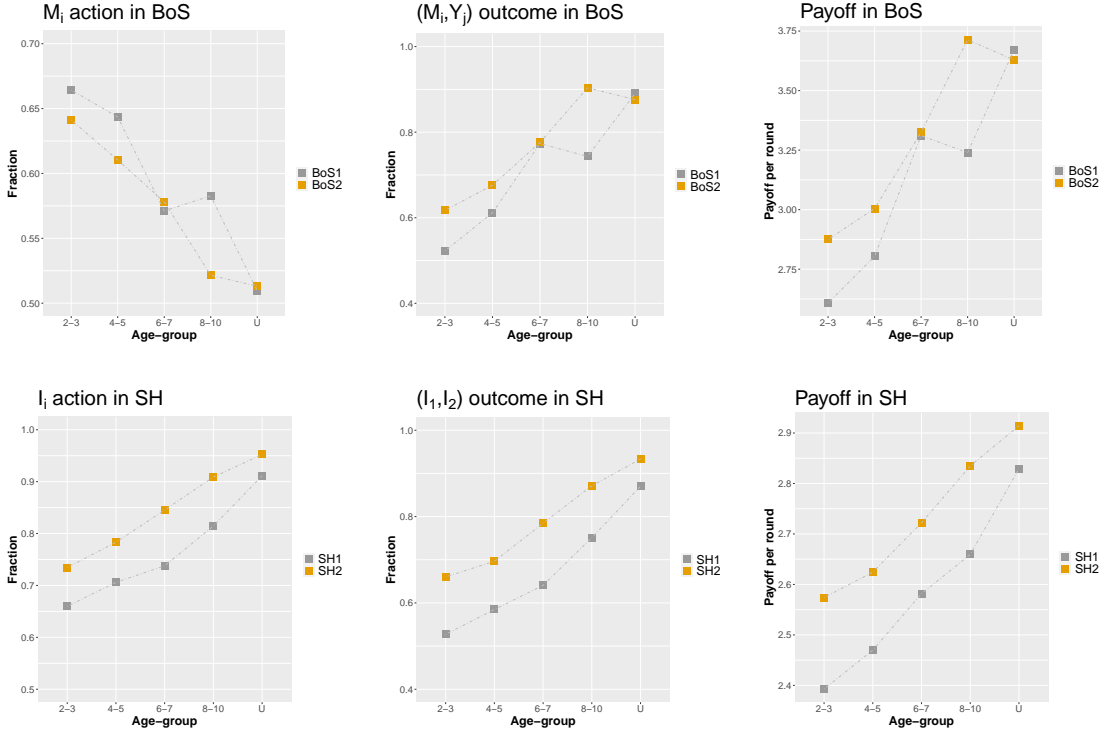 M_i action in BoS
0.70
0.65
0.60
0.55
0.50
Fraction
2−3
4−5
6−7
8−10
U
Age−group
BoS1
BoS2
(M_i,Y_j) outcome in BoS
1.0
0.8
0.6
0.4
Fraction
2−3
4−5
6−7
8−10
U
Age−group
BoS1
BoS2
Payoff in BoS
3.75
3.50
3.25
3.00
2.75
Payoff per round
2−3
4−5
6−7
8−10
U
Age−group
BoS1
BoS2
I_i action in SH
1.0
0.9
0.8
0.7
0.6
0.5
Fraction
2−3
4−5
6−7
8−10
U
Age−group
SH1
SH2
(I_1,I_2) outcome in SH
1.0
0.8
0.6
0.4
Fraction
2−3
4−5
6−7
8−10
U
Age−group
SH1
SH2
Payoff in SH
2.9
2.8
2.7
2.6
2.5
2.4
Payoff per round
2−3
4−5
6−7
8−10
U
Age−group
SH1
SH2